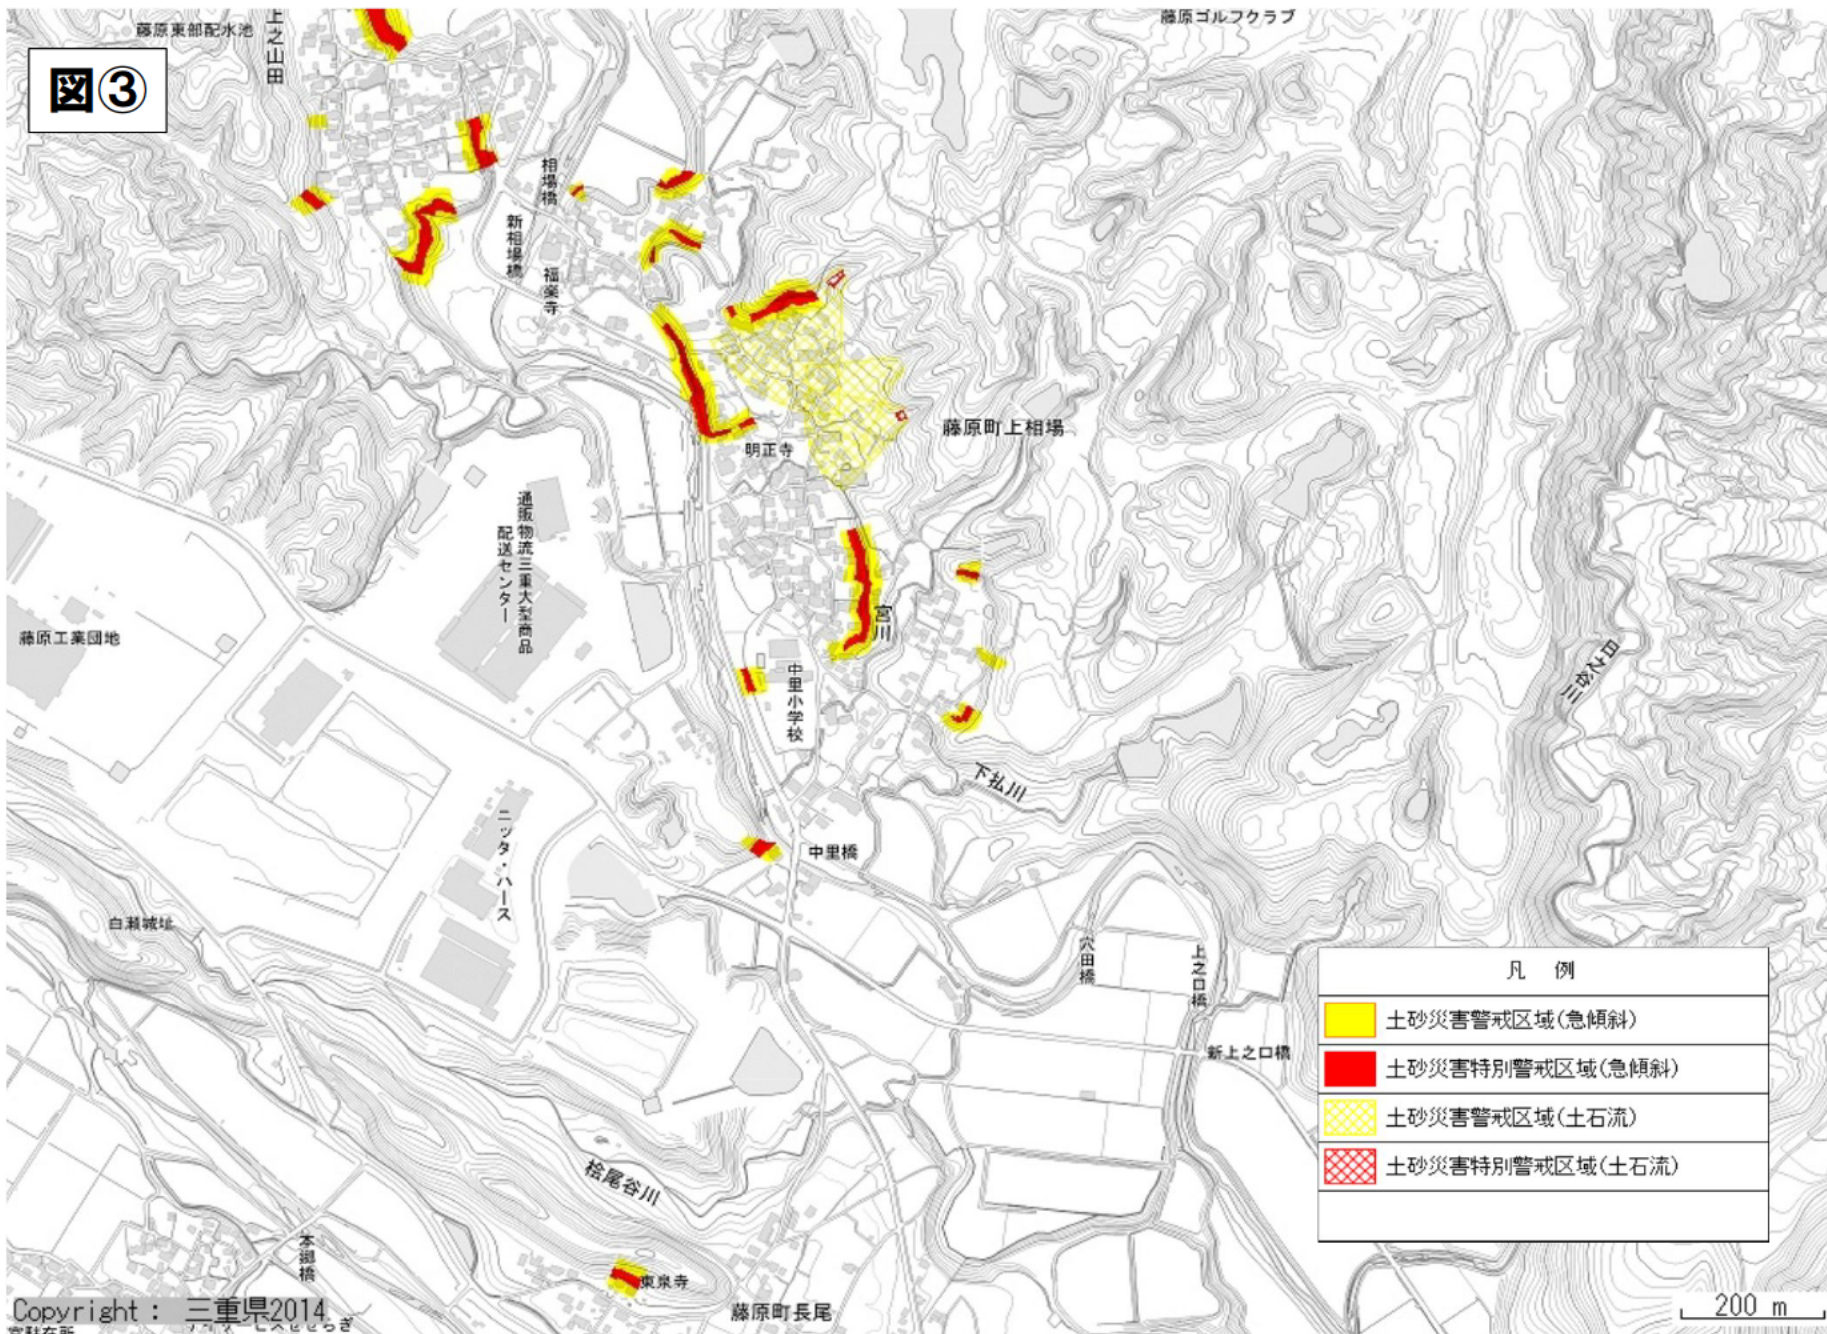 藤原東部配水池
上之山田
藤原ゴルフクラブ
図③
相場橋
新相場橋
福楽寺
藤原町上相場
明正寺
通販物流三重大型商品
配送センター
宮川
藤原工業団地
中里小学校
日之谷川
下払川
ニッタ・ハース
中里橋
白瀬城址
穴田橋
上之口橋
新上之口橋
凡 例
土砂災害警戒区域(急傾斜)
土砂災害特別警戒区域(急傾斜)
土砂災害警戒区域(土石流)
土砂災害特別警戒区域(土石流)
桧尾谷川
本郷橋
東泉寺
藤原町長尾
Copyright : 三重県2014
200 m